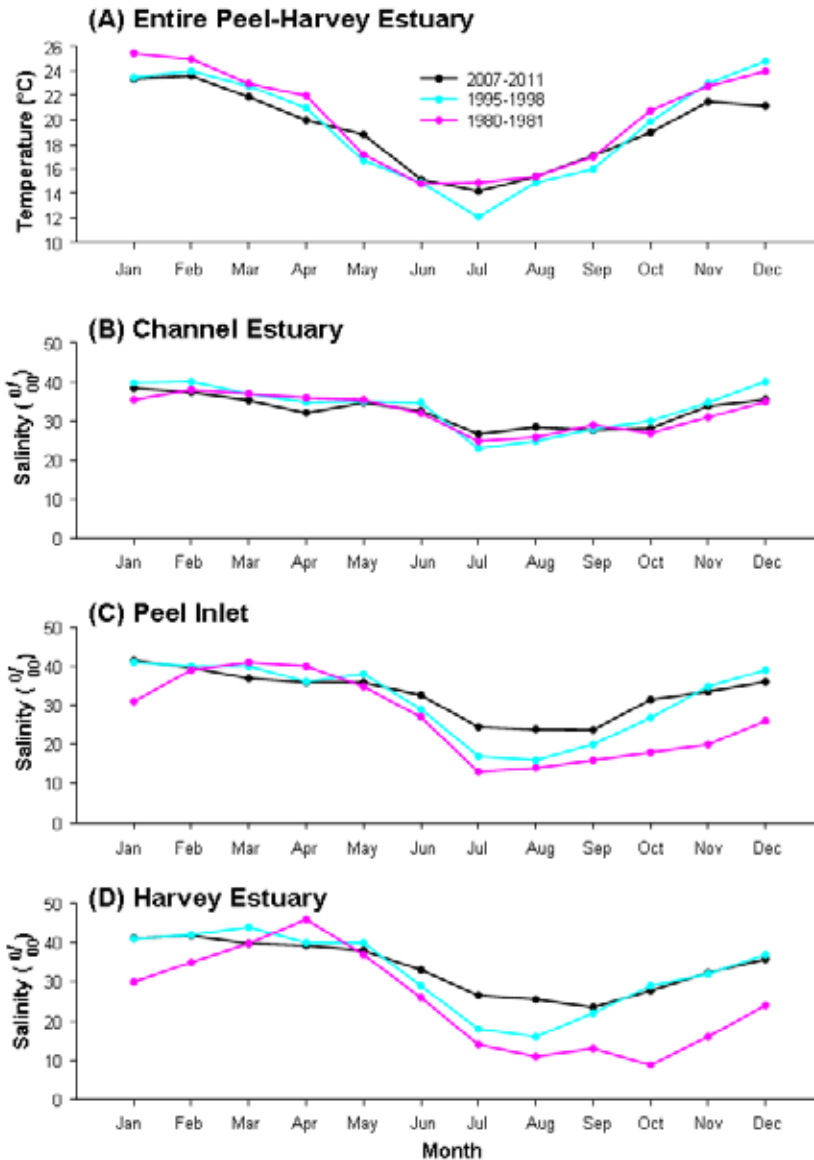 (A) Entire Peel-Harvey Estuary
26
24
22
20
18
16
14
12
10
Temperature (°C)
2007-2011
1995-1998
1980-1981
Jan Feb Mar Apr May Jun Jul Aug Sep Oct Nov Dec
(B) Channel Estuary
50
40
30
20
10
0
Salinity (0/00)
Jan Feb Mar Apr May Jun Jul Aug Sep Oct Nov Dec
(C) Peel Inlet
50
40
30
20
10
0
Salinity (0/00)
Jan Feb Mar Apr May Jun Jul Aug Sep Oct Nov Dec
(D) Harvey Estuary
50
40
30
20
10
0
Salinity (0/00)
Jan Feb Mar Apr May Jun Jul Aug Sep Oct Nov Dec
Month